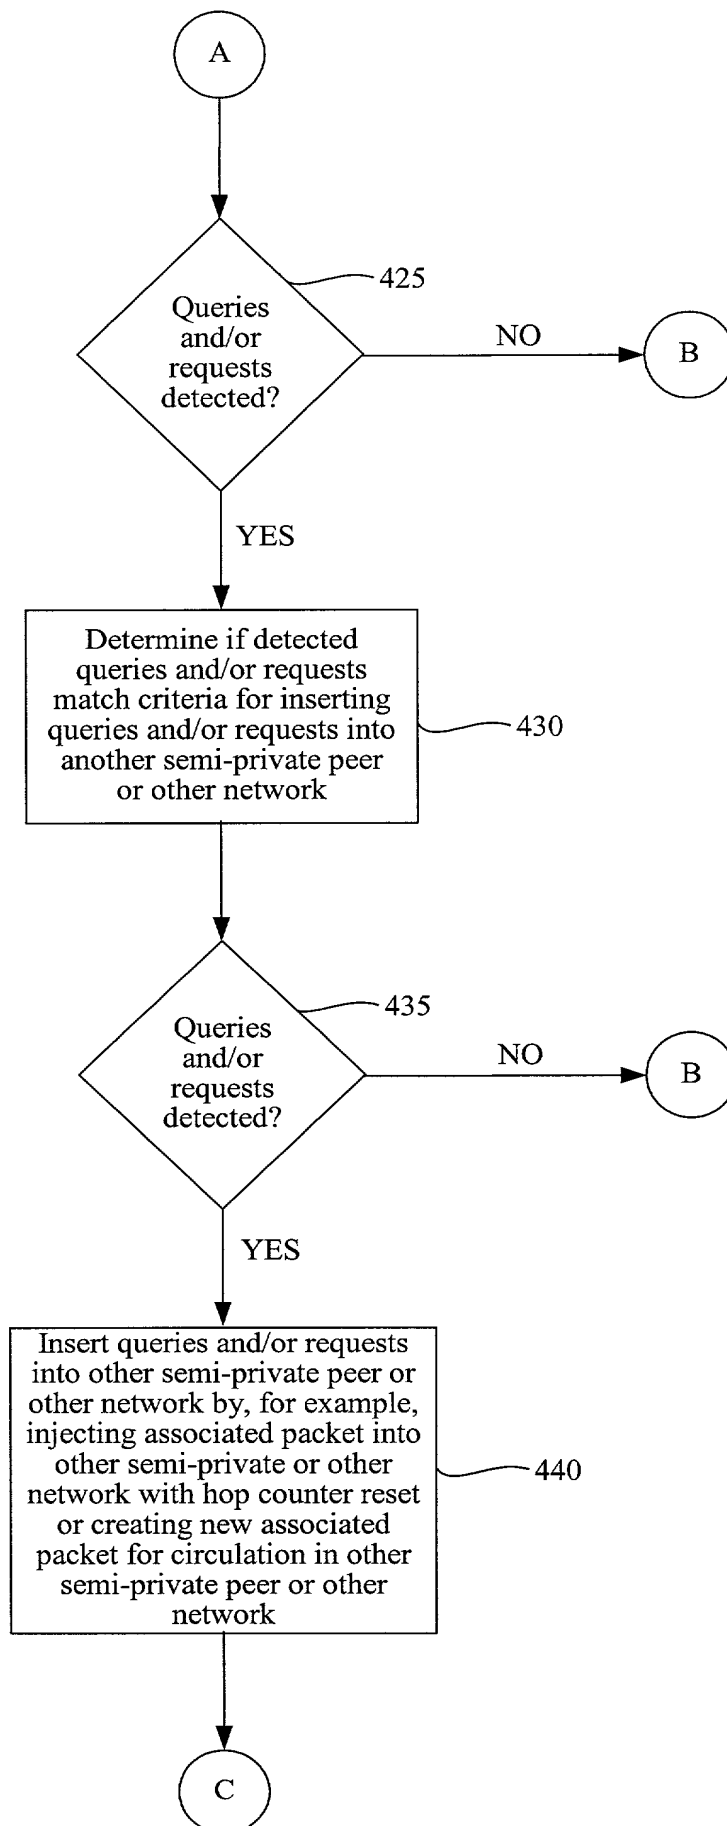 A
425
Queries
and/or
requests
detected?
NO
B
YES
Determine if detected
queries and/or requests
match criteria for inserting
queries and/or requests into
another semi-private peer
or other network
430
435
Queries
and/or
requests
detected?
NO
B
YES
Insert queries and/or requests
into other semi-private peer or
other network by, for example,
injecting associated packet into
other semi-private or other
network with hop counter reset
or creating new associated
packet for circulation in other
semi-private peer or other
network
440
C